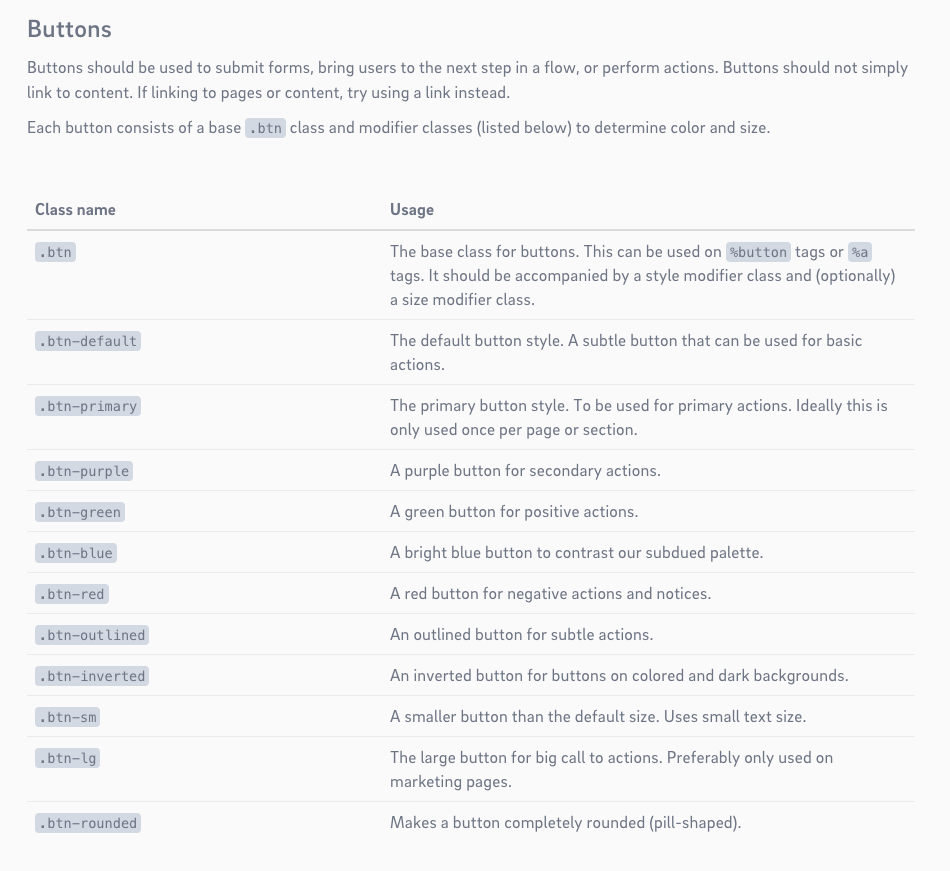 Buttons
Buttons should be used to submit forms, bring users to the next step in a flow, or perform actions. Buttons should not simply
link to content. If linking to pages or content, try using a link instead.
Each button consists of a base .btn class and modifier classes (listed below) to determine color and size.
Class name Usage
.btn The base class for buttons. This can be used on %button tags or %a
tags. It should be accompanied by a style modifier class and (optionally)
a size modifier class.
.btn-default The default button style. A subtle button that can be used for basic
actions.
.btn-primary The primary button style. To be used for primary actions. Ideally this is
only used once per page or section.
.btn-purple A purple button for secondary actions.
.btn-green A green button for positive actions.
.btn-blue A bright blue button to contrast our subdued palette.
.btn-red A red button for negative actions and notices.
.btn-outlined An outlined button for subtle actions.
.btn-inverted An inverted button for buttons on colored and dark backgrounds.
.btn-sm A smaller button than the default size. Uses small text size.
.btn-lg The large button for big call to actions. Preferably only used on
marketing pages.
.btn-rounded Makes a button completely rounded (pill-shaped).